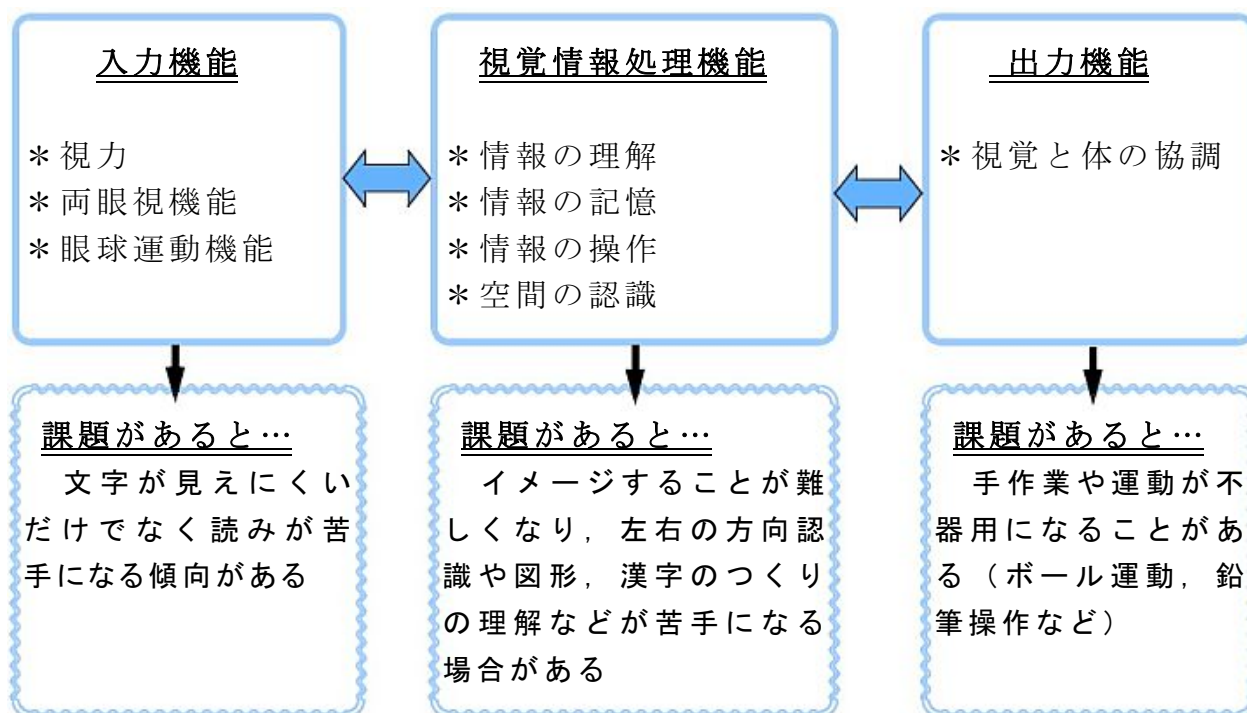 入力機能
＊視力
＊両眼視機能
＊眼球運動機能
視覚情報処理機能
＊情報の理解
＊情報の記憶
＊情報の操作
＊空間の認識
出力機能
＊視覚と体の協調
課題があると…
文字が見えにくい
だけでなく読みが苦
手になる傾向がある
課題があると…
イメージすることが難
しくなり，左右の方向認
識や図形，漢字のつくり
の理解などが苦手になる
場合がある
課題があると…
手作業や運動が不
器用になることがあ
る（ボール運動，鉛
筆操作など）